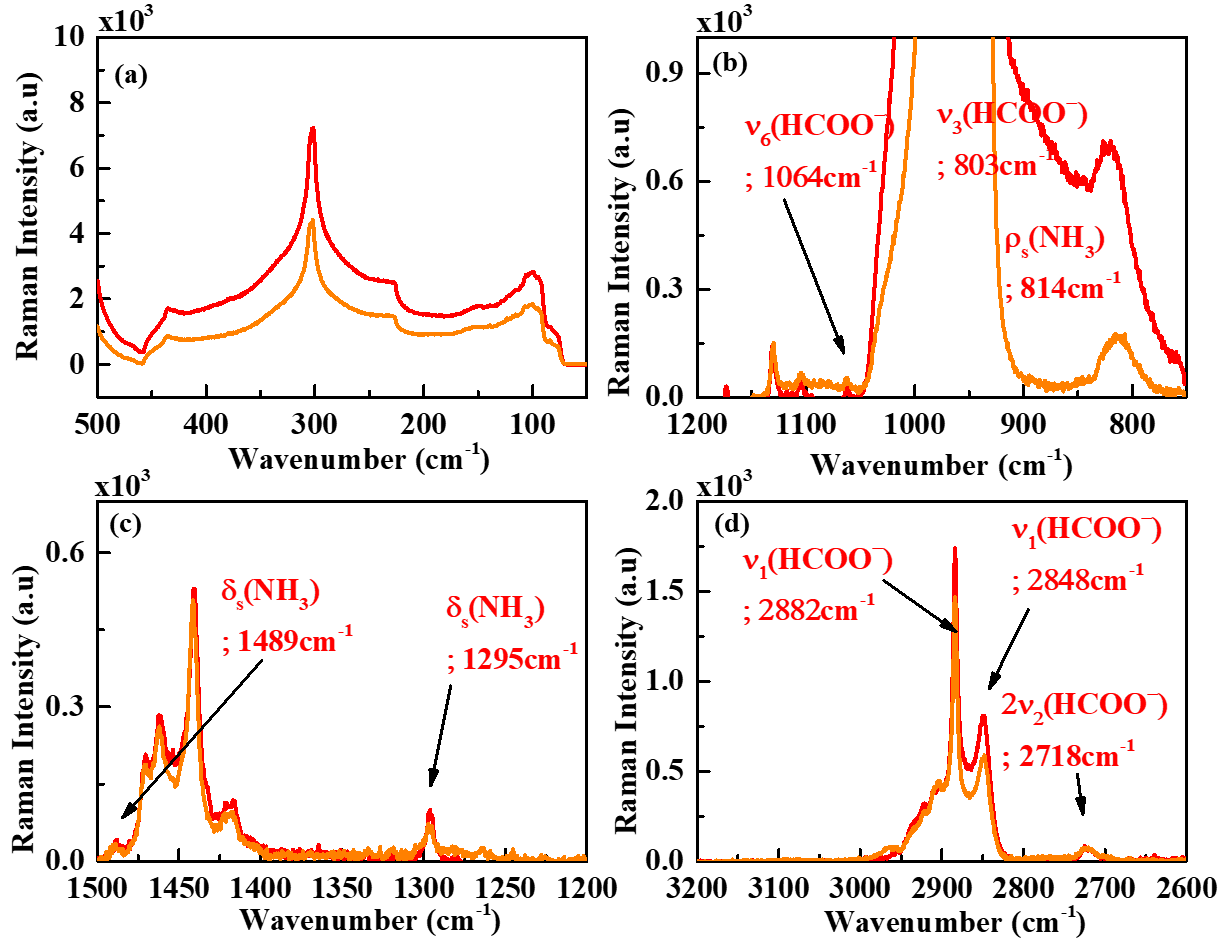 x10³
10
8
6
4
2
0
Raman Intensity (a.u)
(a)
500
400
300
200
100
Wavenumber (cm⁻¹)
x10³
0.9
0.6
0.3
0.0
Raman Intensity (a.u)
(b)
ν₆(HCOO⁻)
; 1064cm⁻¹
ν₃(HCOO⁻)
; 803cm⁻¹
ρₛ(NH₃)
; 814cm⁻¹
1200
1100
1000
900
800
Wavenumber (cm⁻¹)
x10³
0.6
0.3
0.0
Raman Intensity (a.u)
(c)
δₛ(NH₃)
; 1489cm⁻¹
δₛ(NH₃)
; 1295cm⁻¹
1500
1450
1400
1350
1300
1250
1200
Wavenumber (cm⁻¹)
x10³
2.0
1.5
1.0
0.5
0.0
Raman Intensity (a.u)
(d)
ν₁(HCOO⁻)
; 2882cm⁻¹
ν₁(HCOO⁻)
; 2848cm⁻¹
2ν₂(HCOO⁻)
; 2718cm⁻¹
3200
3100
3000
2900
2800
2700
2600
Wavenumber (cm⁻¹)